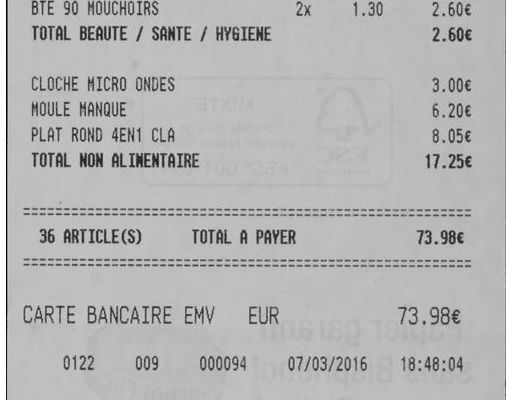 BTE 90 MOUCHOIRS 2x 1.30 2.60€
TOTAL BEAUTE / SANTE / HYGIENE 2.60€
CLOCHE MICRO ONDES 3.00€
MOULE MANQUE 6.20€
PLAT ROND 4EN1 CLA 8.05€
TOTAL NON ALIMENTAIRE 17.25€
================================================
36 ARTICLE(S) TOTAL A PAYER 73.98€
================================================
CARTE BANCAIRE EMV EUR 73.98€
0122 009 000094 07/03/2016 18:48:04